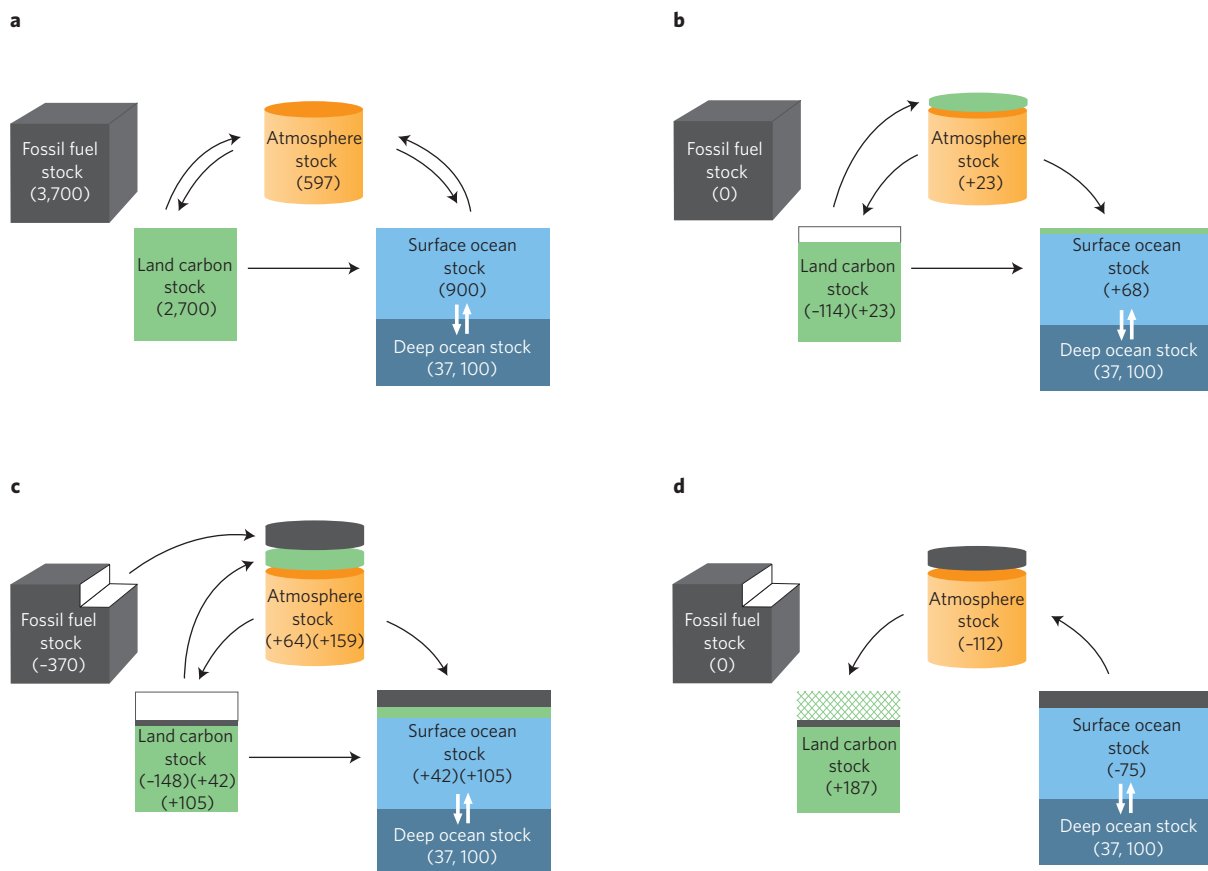 a
Fossil fuel
stock
(3,700)
Atmosphere
stock
(597)
Land carbon
stock
(2,700)
Surface ocean
stock
(900)
Deep ocean stock
(37, 100)
b
Fossil fuel
stock
(0)
Atmosphere
stock
(+23)
Land carbon
stock
(–114)(+23)
Surface ocean
stock
(+68)
Deep ocean stock
(37, 100)
c
Fossil fuel
stock
(–370)
Atmosphere
stock
(+64)(+159)
Land carbon
stock
(–148)(+42)
(+105)
Surface ocean
stock
(+42)(+105)
Deep ocean stock
(37, 100)
d
Fossil fuel
stock
(0)
Atmosphere
stock
(–112)
Land carbon
stock
(+187)
Surface ocean
stock
(-75)
Deep ocean stock
(37, 100)